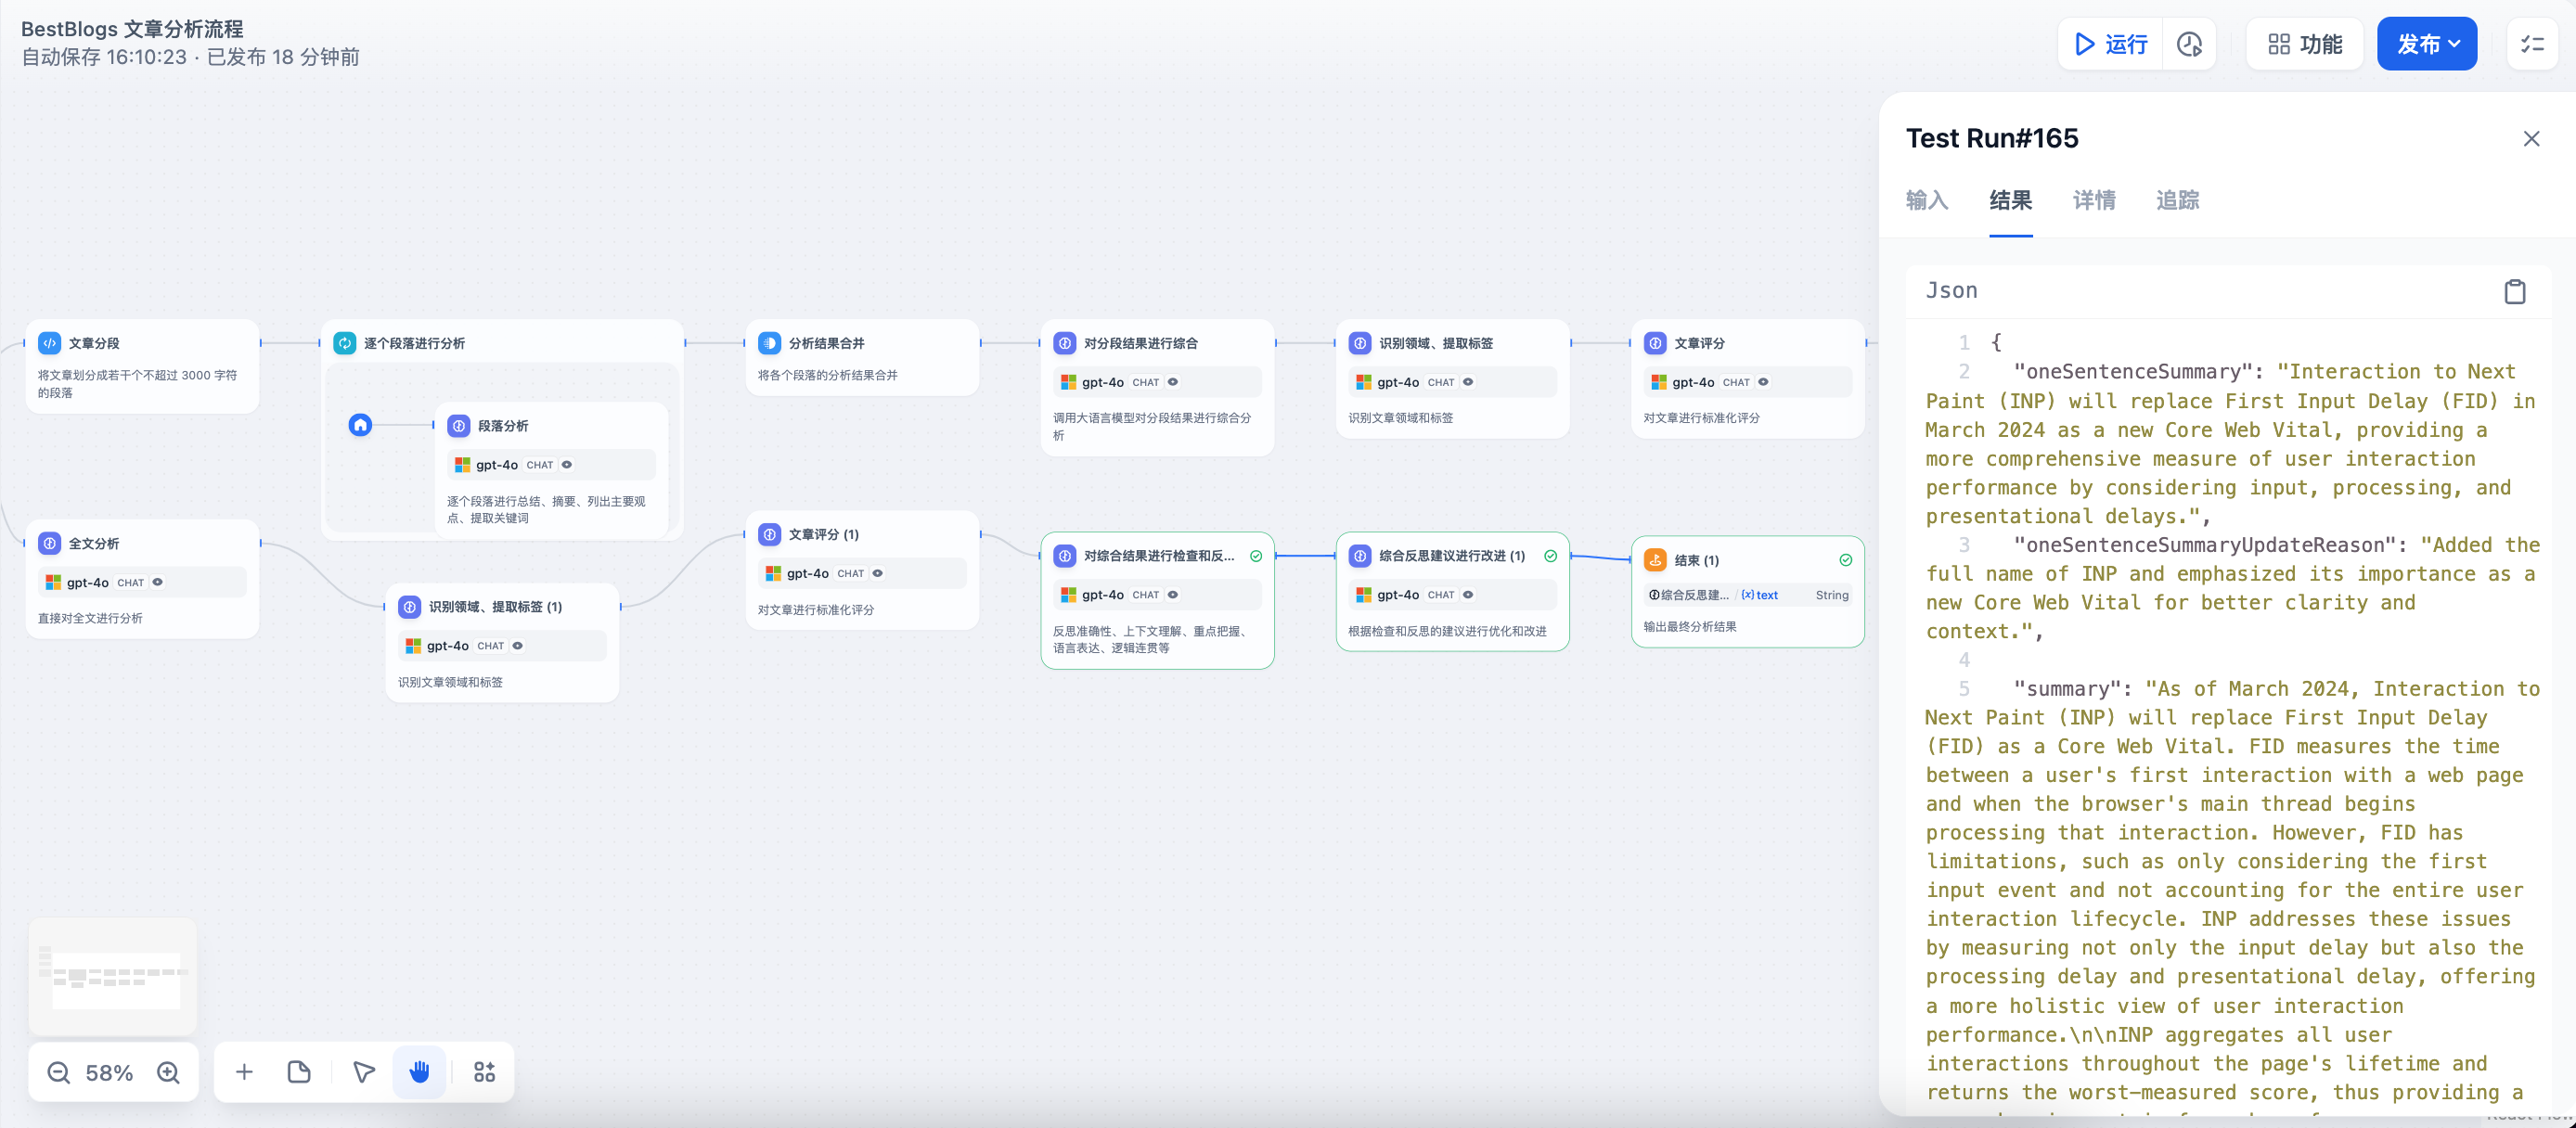 BestBlogs 文章分析流程
自动保存 16:10:23 · 已发布 18 分钟前
运行
功能
发布
文章分段
将文章划分成若干个不超过 3000 字符
的段落
逐个段落进行分析
段落分析
gpt-4o CHAT
逐个段落进行总结、摘要、列出主要观
点、提取关键词
分析结果合并
将各个段落的分析结果合并
对分段结果进行综合
gpt-4o CHAT
调用大语言模型对分段结果进行综合分
析
识别领域、提取标签
gpt-4o CHAT
识别文章领域和标签
文章评分
gpt-4o CHAT
对文章进行标准化评分
全文分析
gpt-4o CHAT
直接对全文进行分析
识别领域、提取标签 (1)
gpt-4o CHAT
识别文章领域和标签
文章评分 (1)
gpt-4o CHAT
对文章进行标准化评分
对综合结果进行检查和反...
gpt-4o CHAT
反思准确性、上下文理解、重点把握、
语言表达、逻辑连贯等
综合反思建议进行改进 (1)
gpt-4o CHAT
根据检查和反思的建议进行优化和改进
结束 (1)
综合反思建... / {x} text String
输出最终分析结果
58%
Test Run#165
输入 结果 详情 追踪
Json
1 {
2 "oneSentenceSummary": "Interaction to Next
Paint (INP) will replace First Input Delay (FID) in
March 2024 as a new Core Web Vital, providing a
more comprehensive measure of user interaction
performance by considering input, processing, and
presentational delays.",
3 "oneSentenceSummaryUpdateReason": "Added the
full name of INP and emphasized its importance as a
new Core Web Vital for better clarity and
context.",
4
5 "summary": "As of March 2024, Interaction to
Next Paint (INP) will replace First Input Delay
(FID) as a Core Web Vital. FID measures the time
between a user's first interaction with a web page
and when the browser's main thread begins
processing that interaction. However, FID has
limitations, such as only considering the first
input event and not accounting for the entire user
interaction lifecycle. INP addresses these issues
by measuring not only the input delay but also the
processing delay and presentational delay, offering
a more holistic view of user interaction
performance.\n\nINP aggregates all user
interactions throughout the page's lifetime and
returns the worst-measured score, thus providing a